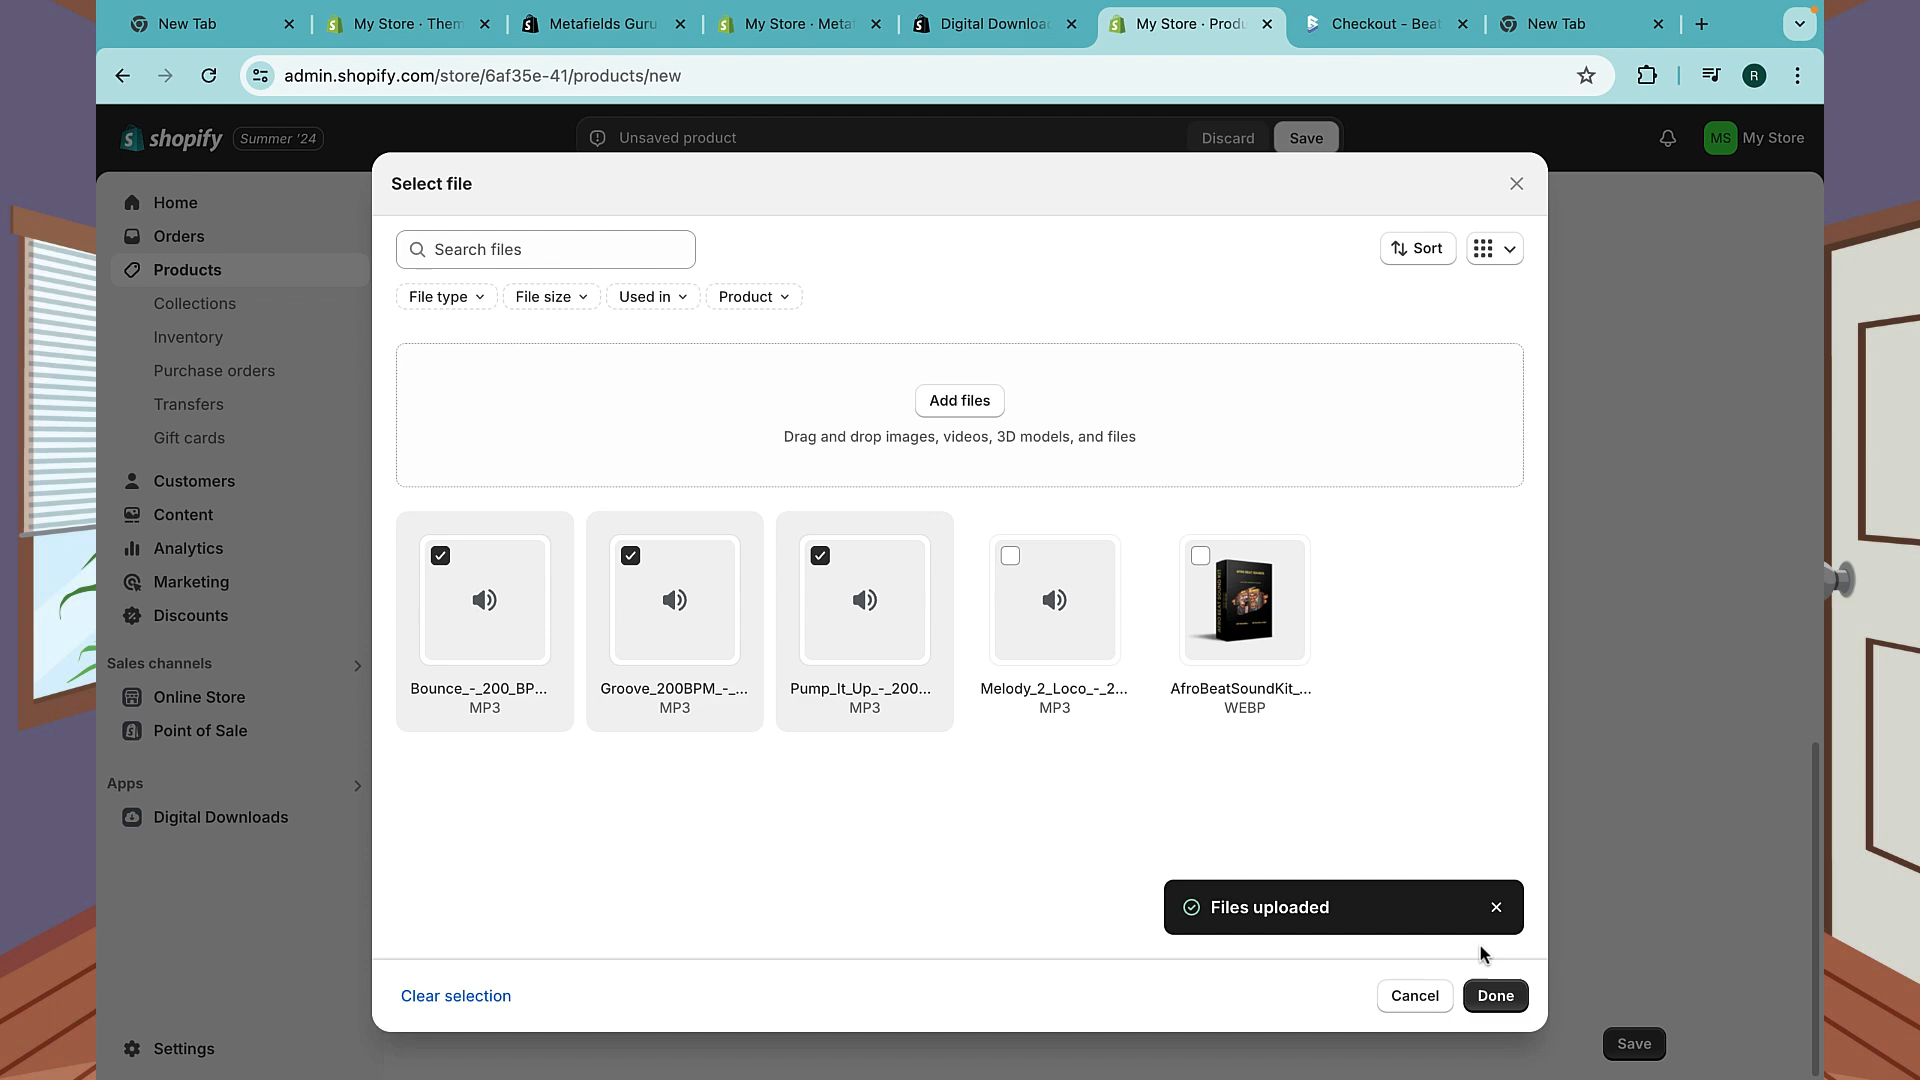 New Tab
My Store · Them
Metafields Guru
My Store · Metaf
Digital Downloa
My Store · Produ
Checkout - Beat
New Tab
admin.shopify.com/store/6af35e-41/products/new
R
shopify
Summer '24
Unsaved product
Discard
Save
MS
My Store
Home
Orders
Products
Collections
Inventory
Purchase orders
Transfers
Gift cards
Customers
Content
Analytics
Marketing
Discounts
Sales channels
Online Store
Point of Sale
Apps
Digital Downloads
Settings
Select file
Search files
Sort
File type
File size
Used in
Product
Add files
Drag and drop images, videos, 3D models, and files
Bounce_-_200_BP...
MP3
Groove_200BPM_-_...
MP3
Pump_It_Up_-_200...
MP3
Melody_2_Loco_-_2...
MP3
AfroBeatSoundKit_...
WEBP
Files uploaded
Clear selection
Cancel
Done
Save